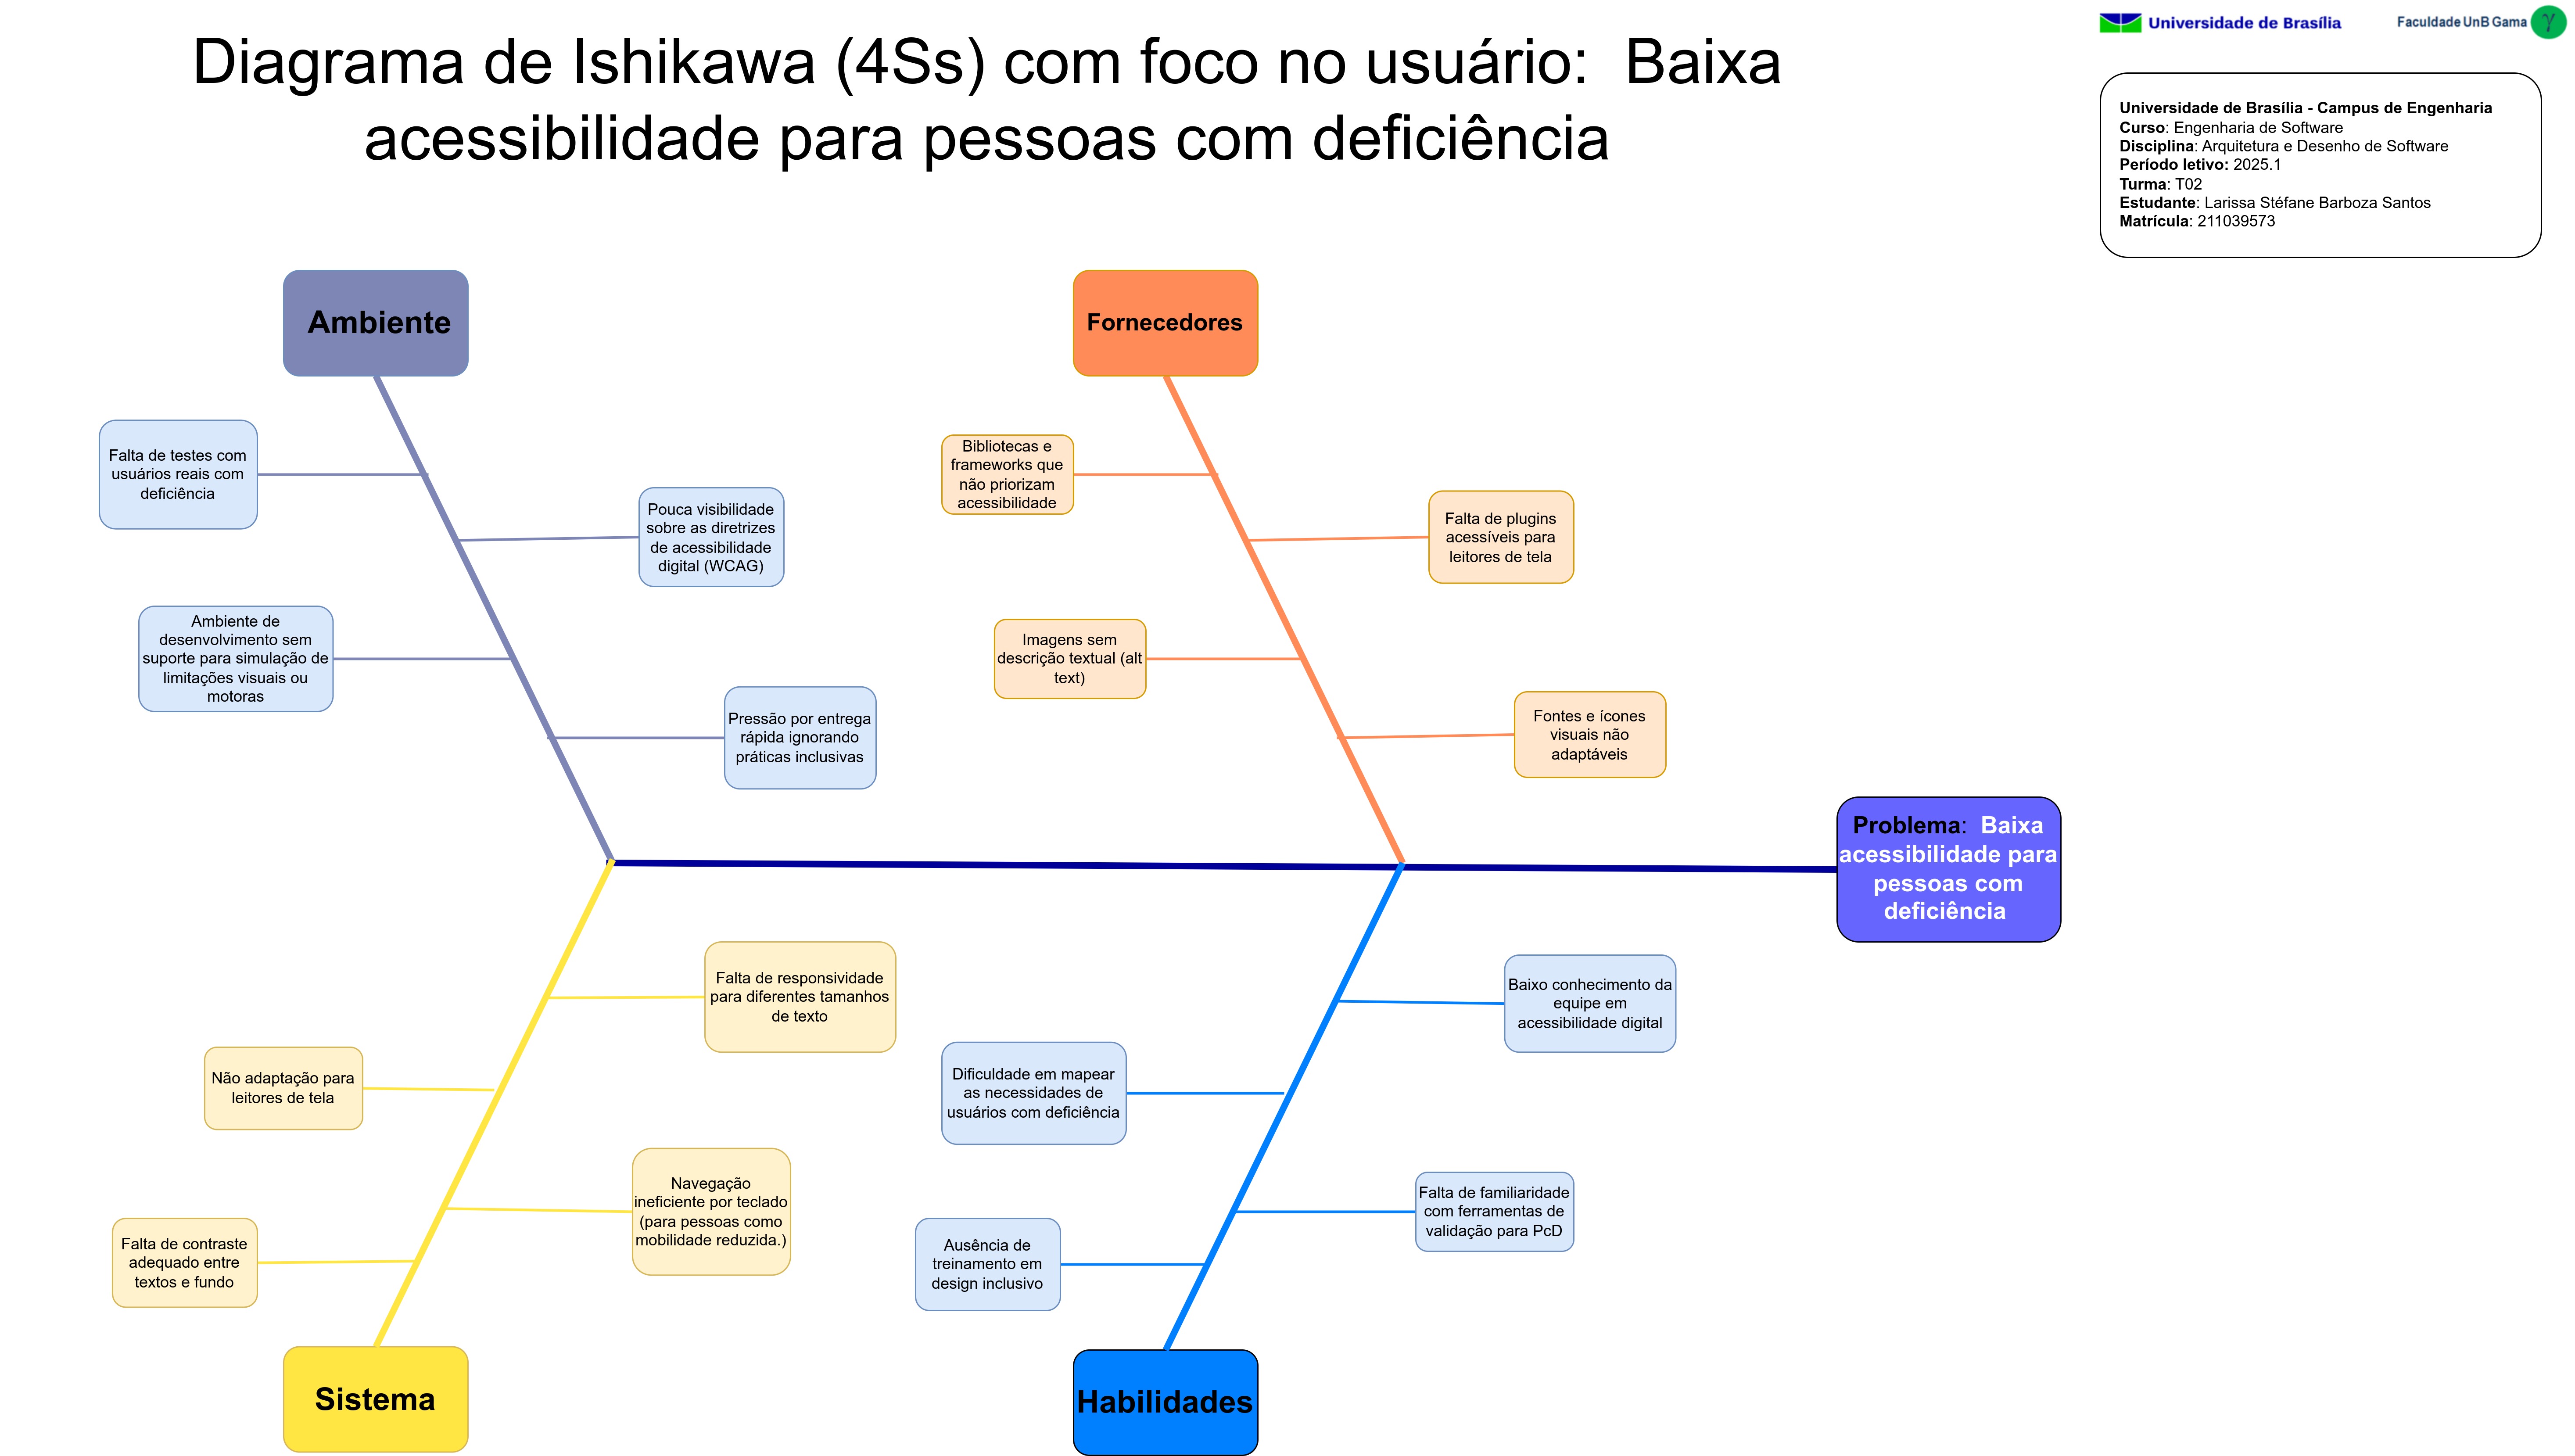 Universidade de Brasília
Faculdade UnB Gama
γ
Diagrama de Ishikawa (4Ss) com foco no usuário:  Baixa
acessibilidade para pessoas com deficiência
Universidade de Brasília - Campus de Engenharia
Curso: Engenharia de Software
Disciplina: Arquitetura e Desenho de Software
Período letivo: 2025.1
Turma: T02
Estudante: Larissa Stéfane Barboza Santos
Matrícula: 211039573
Ambiente
Falta de testes com
usuários reais com
deficiência
Pouca visibilidade
sobre as diretrizes
de acessibilidade
digital (WCAG)
Ambiente de
desenvolvimento sem
suporte para simulação de
limitações visuais ou
motoras
Pressão por entrega
rápida ignorando
práticas inclusivas
Fornecedores
Bibliotecas e
frameworks que
não priorizam
acessibilidade
Falta de plugins
acessíveis para
leitores de tela
Imagens sem
descrição textual (alt
text)
Fontes e ícones
visuais não
adaptáveis
Problema:  Baixa
acessibilidade para
pessoas com
deficiência
Falta de responsividade
para diferentes tamanhos
de texto
Não adaptação para
leitores de tela
Navegação
ineficiente por teclado
(para pessoas como
mobilidade reduzida.)
Falta de contraste
adequado entre
textos e fundo
Sistema
Baixo conhecimento da
equipe em
acessibilidade digital
Dificuldade em mapear
as necessidades de
usuários com deficiência
Falta de familiaridade
com ferramentas de
validação para PcD
Ausência de
treinamento em
design inclusivo
Habilidades